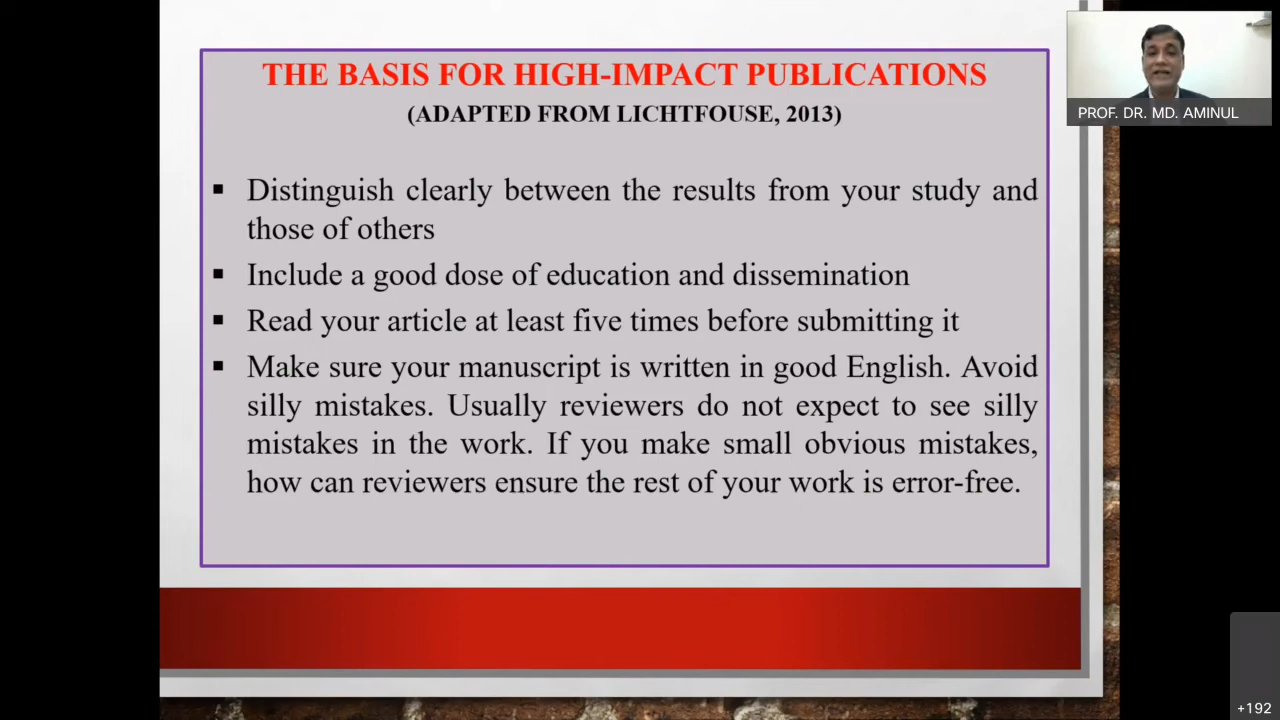 THE BASIS FOR HIGH-IMPACT PUBLICATIONS
(ADAPTED FROM LICHTFOUSE, 2013)
▪ Distinguish clearly between the results from your study and
those of others
▪ Include a good dose of education and dissemination
▪ Read your article at least five times before submitting it
▪ Make sure your manuscript is written in good English. Avoid
silly mistakes. Usually reviewers do not expect to see silly
mistakes in the work. If you make small obvious mistakes,
how can reviewers ensure the rest of your work is error-free.
PROF. DR. MD. AMINUL
+192